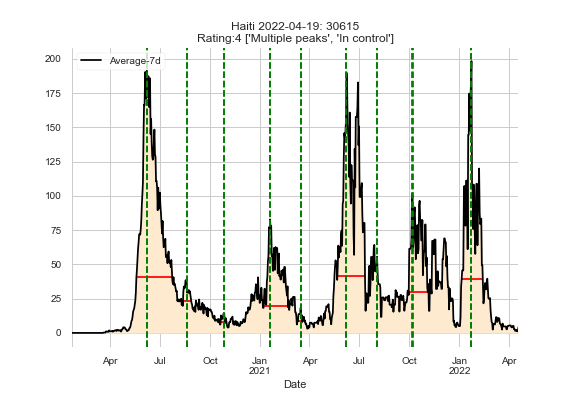 Haiti 2022-04-19: 30615
Rating:4 ['Multiple peaks', 'In control']
Average-7d
200
175
150
125
100
75
50
25
0
Apr Jul Oct Jan Apr Jul Oct Jan Apr
2021 2022
Date